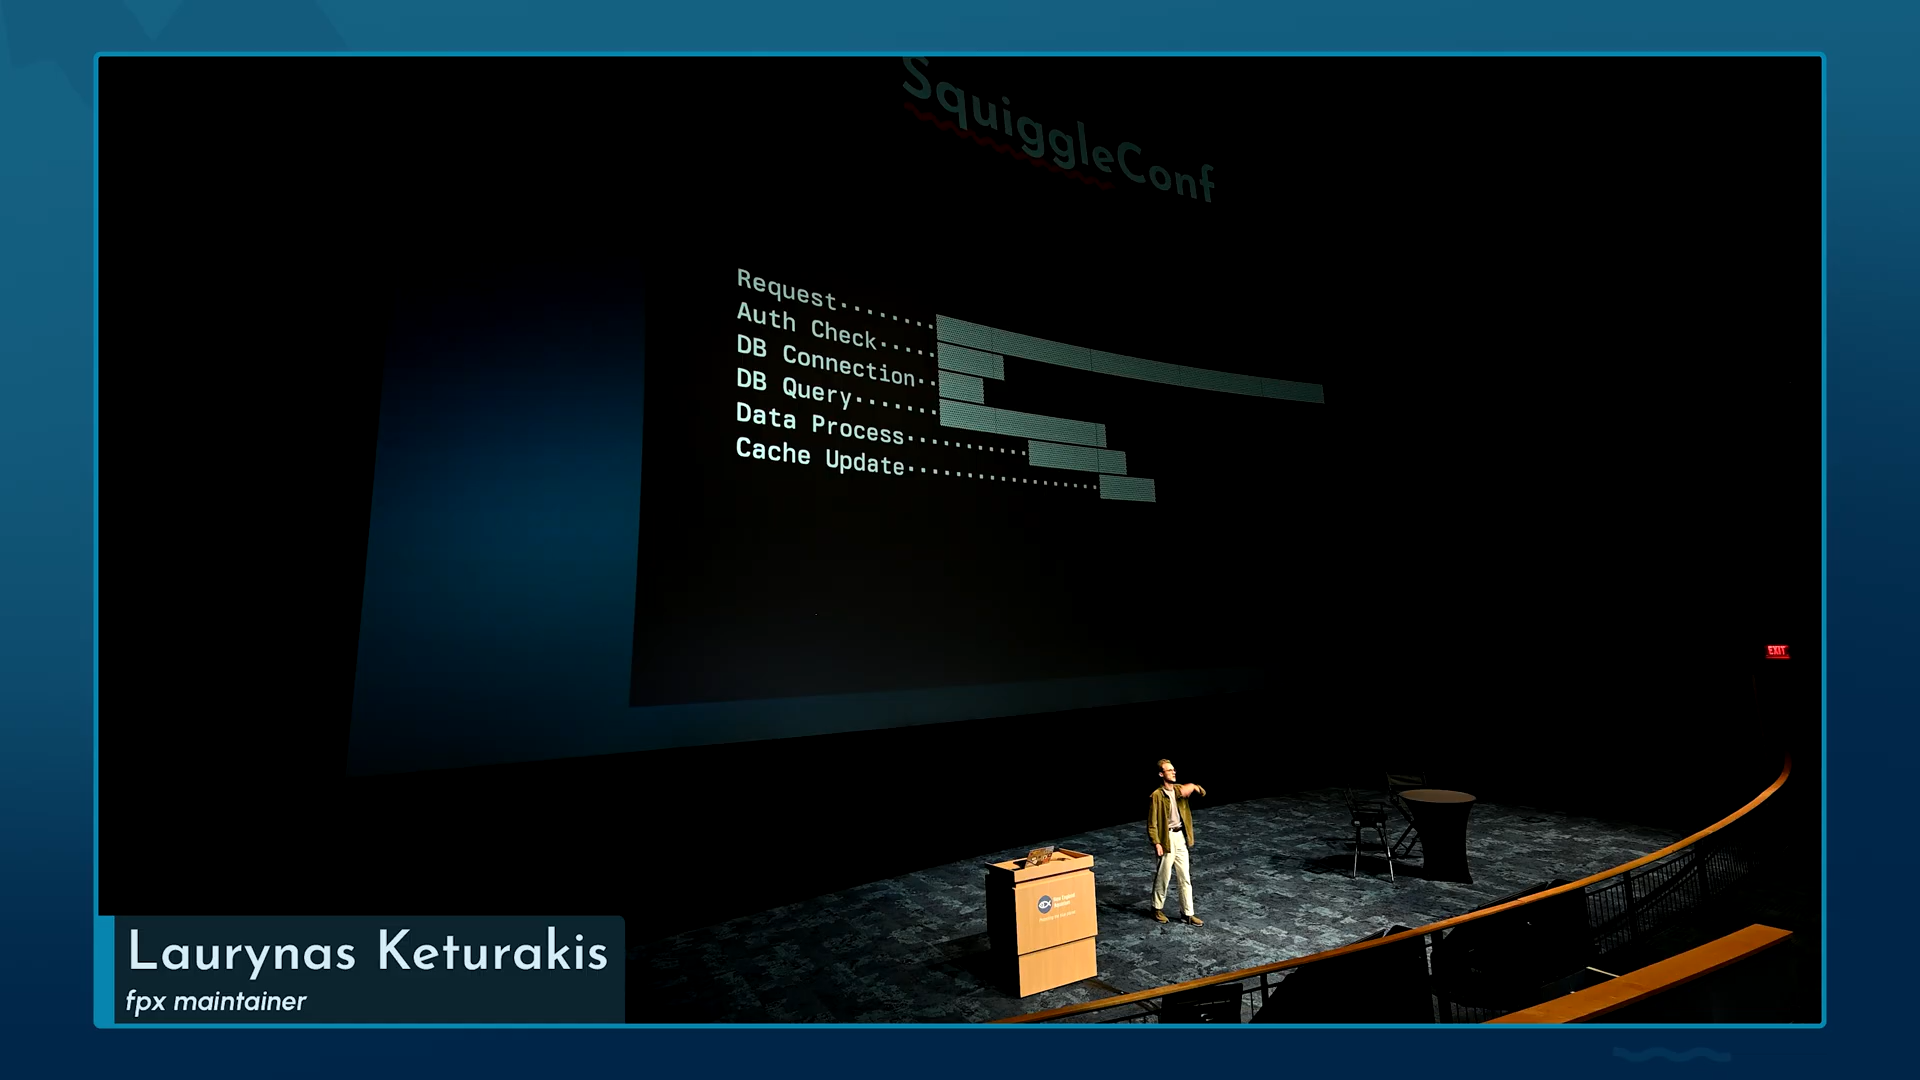 SquiggleConf
Request........
Auth Check.....
DB Connection..
DB Query.......
Data Process...........
Cache Update...................
EXIT
Laurynas Keturakis
fpx maintainer